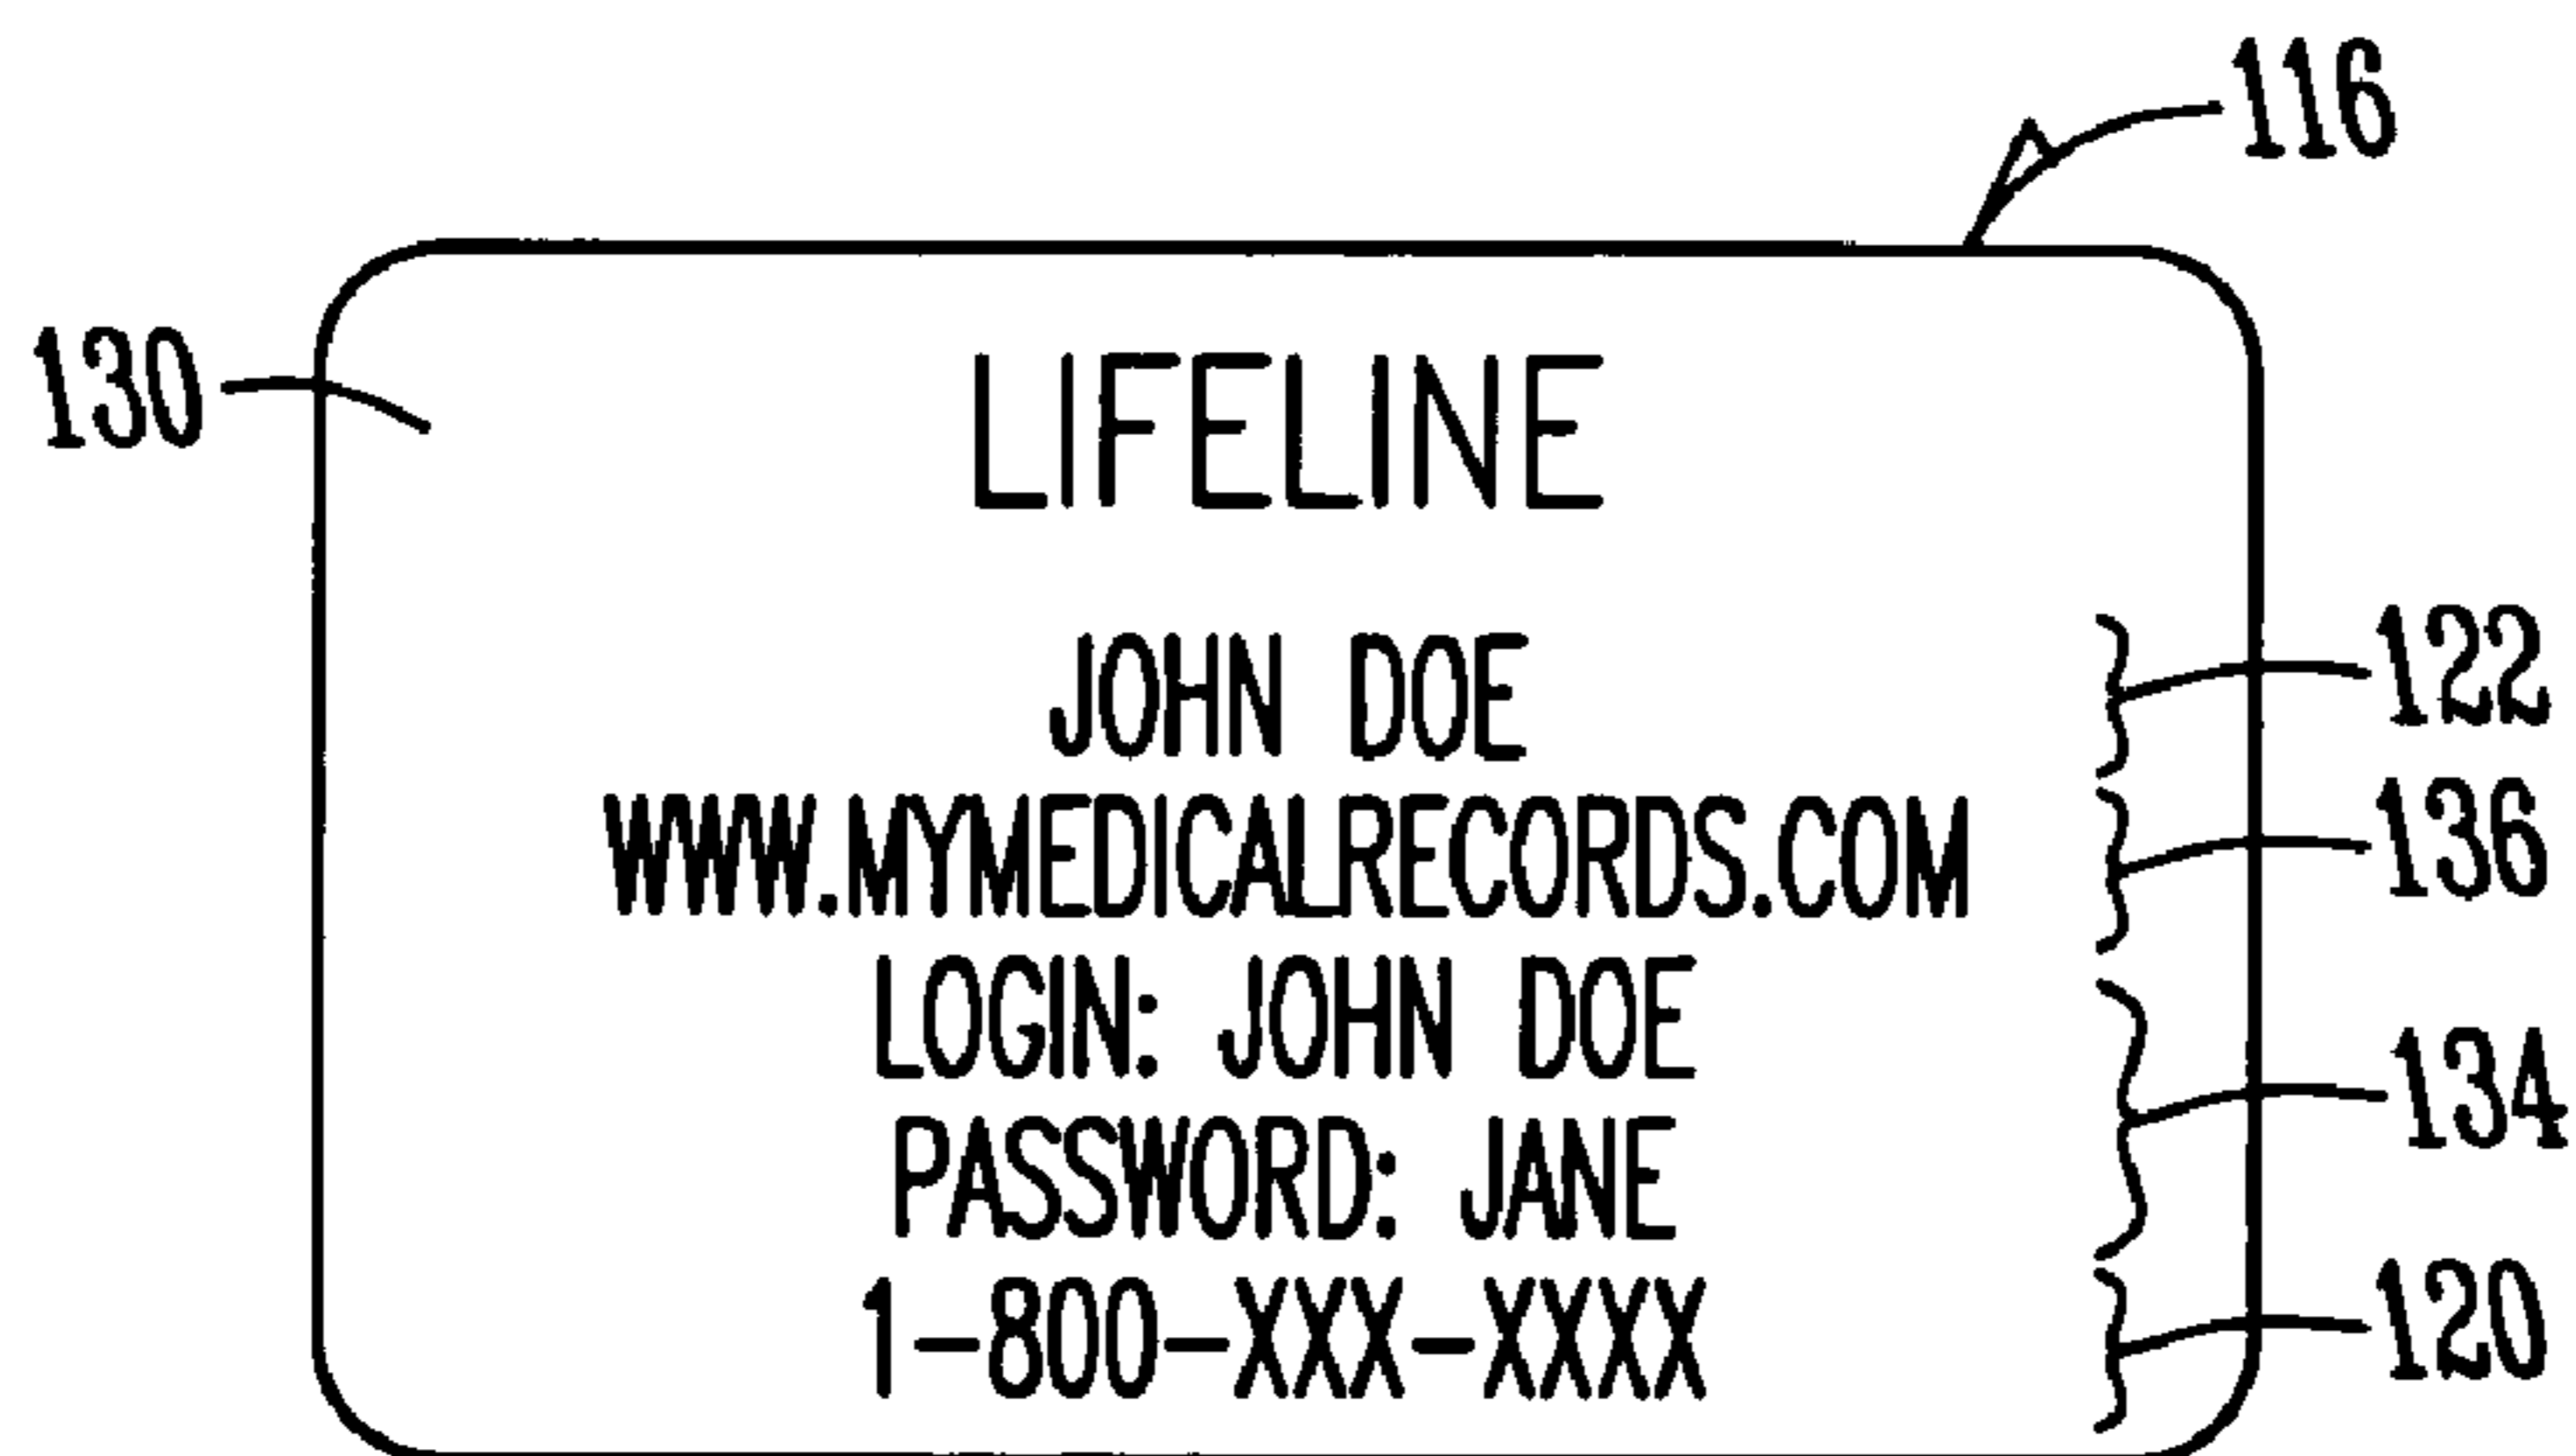 116
130
LIFELINE
JOHN DOE
122
WWW.MYMEDICALRECORDS.COM
136
LOGIN: JOHN DOE
134
PASSWORD: JANE
1-800-XXX-XXXX
120